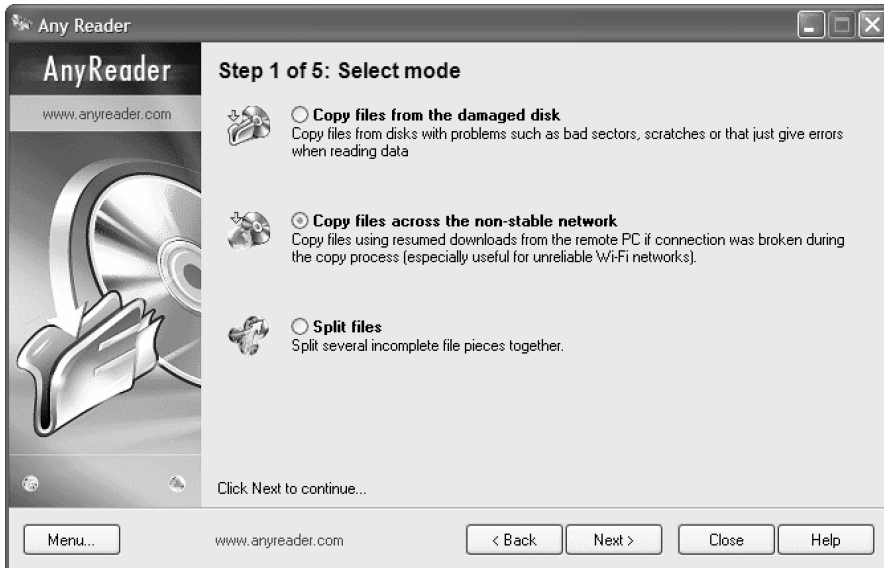 Any Reader
AnyReader
www.anyreader.com
Step 1 of 5: Select mode
Copy files from the damaged disk
Copy files from disks with problems such as bad sectors, scratches or that just give errors
when reading data
Copy files across the non-stable network
Copy files using resumed downloads from the remote PC if connection was broken during
the copy process (especially useful for unreliable Wi-Fi networks).
Split files
Split several incomplete file pieces together.
Click Next to continue...
Menu...
www.anyreader.com
< Back
Next >
Close
Help